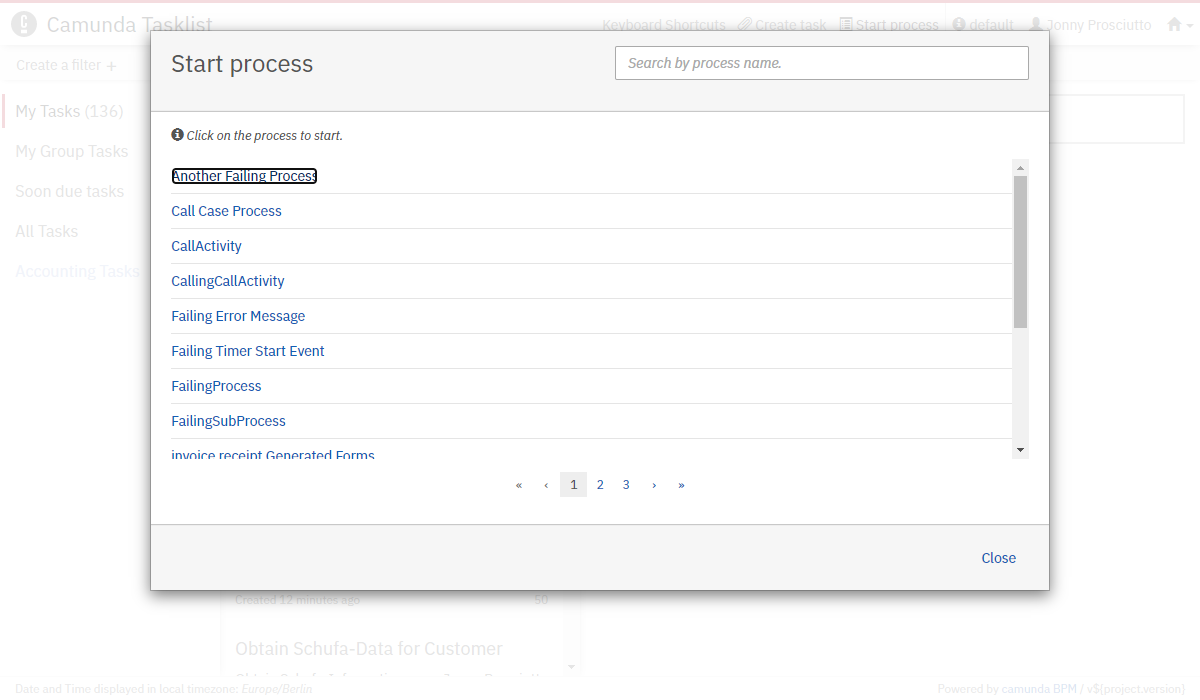 Camunda Tasklist
Keyboard Shortcuts Create task Start process default Jonny Prosciutto
Create a filter +
Start process
Search by process name.
My Tasks (136)
My Group Tasks
Soon due tasks
All Tasks
Accounting Tasks
Click on the process to start.
Another Failing Process
Call Case Process
CallActivity
CallingCallActivity
Failing Error Message
Failing Timer Start Event
FailingProcess
FailingSubProcess
invoice receipt Generated Forms
« ‹ 1 2 3 › »
Close
Created 12 minutes ago 50
Obtain Schufa-Data for Customer
Date and Time displayed in local timezone: Europe/Berlin
Powered by camunda BPM / v${project.version}